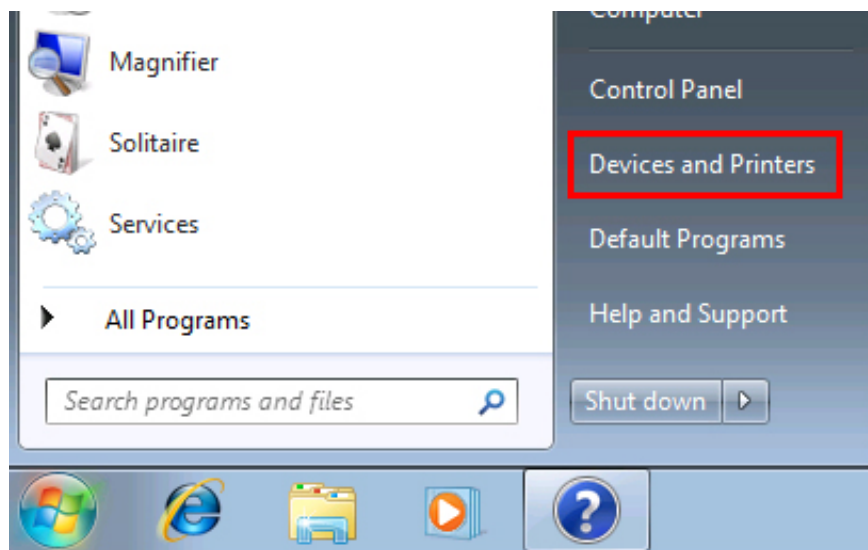 Magnifier
Solitaire
Services
All Programs
Search programs and files
Computer
Control Panel
Devices and Printers
Default Programs
Help and Support
Shut down